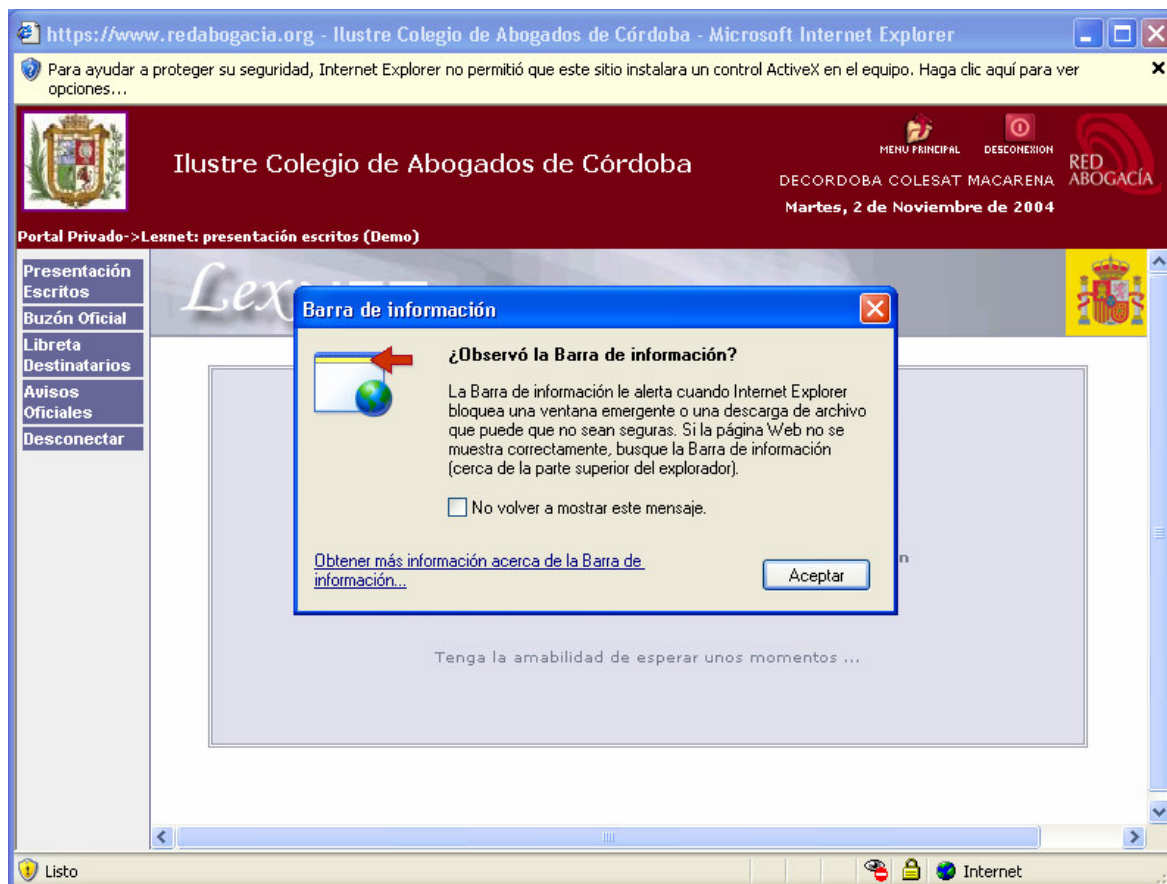 https://www.redabogacia.org - Ilustre Colegio de Abogados de Córdoba - Microsoft Internet Explorer
Para ayudar a proteger su seguridad, Internet Explorer no permitió que este sitio instalara un control ActiveX en el equipo. Haga clic aquí para ver
opciones...
Ilustre Colegio de Abogados de Córdoba
MENU PRINCIPAL
DESCONEXION
RED
ABOGACÍA
DECORDOBA COLESAT MACARENA
Martes, 2 de Noviembre de 2004
Portal Privado->Lexnet: presentación escritos (Demo)
Presentación
Escritos
Buzón Oficial
Libreta
Destinatarios
Avisos
Oficiales
Desconectar
LexNET
Barra de información
¿Observó la Barra de información?
La Barra de información le alerta cuando Internet Explorer
bloquea una ventana emergente o una descarga de archivo
que puede que no sean seguras. Si la página Web no se
muestra correctamente, busque la Barra de información
(cerca de la parte superior del explorador).
No volver a mostrar este mensaje.
Obtener más información acerca de la Barra de
información...
Aceptar
n
Tenga la amabilidad de esperar unos momentos ...
Listo
Internet